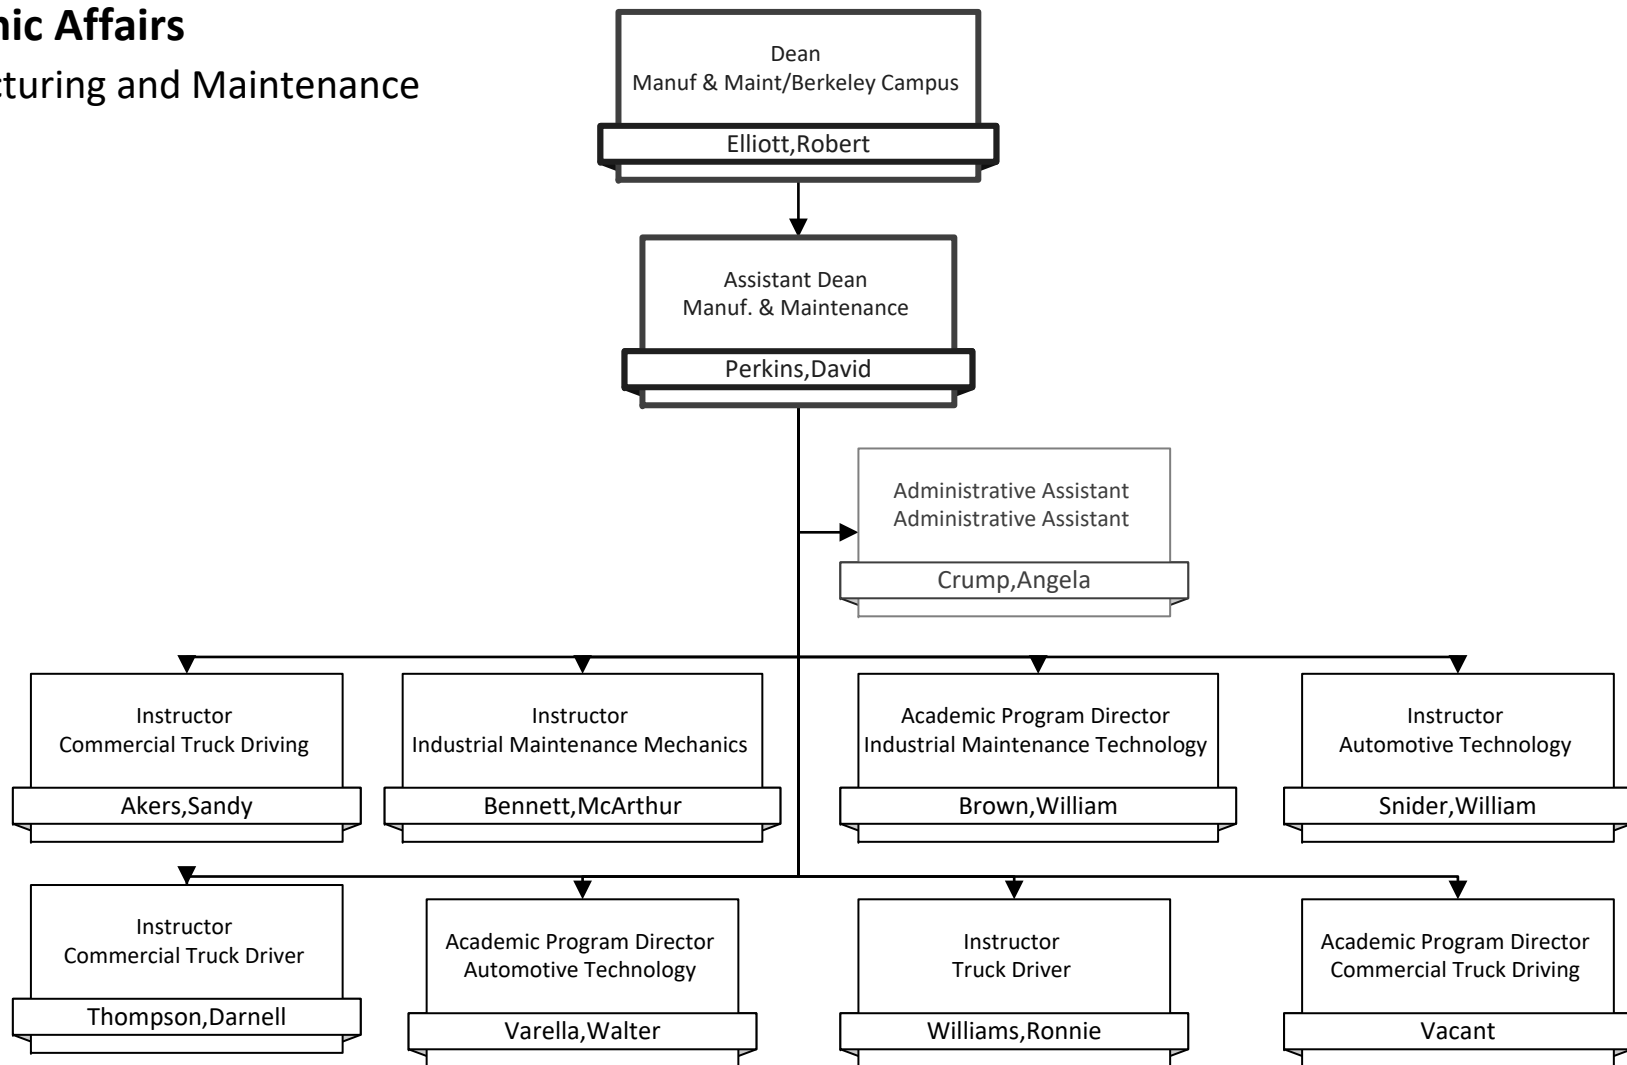 nic Affairs
cturing and Maintenance
Dean
Manuf & Maint/Berkeley Campus
Elliott,Robert
Assistant Dean
Manuf. & Maintenance
Perkins,David
Administrative Assistant
Administrative Assistant
Crump,Angela
Instructor
Commercial Truck Driving
Akers,Sandy
Instructor
Industrial Maintenance Mechanics
Bennett,McArthur
Academic Program Director
Industrial Maintenance Technology
Brown,William
Instructor
Automotive Technology
Snider,William
Instructor
Commercial Truck Driver
Thompson,Darnell
Academic Program Director
Automotive Technology
Varella,Walter
Instructor
Truck Driver
Williams,Ronnie
Academic Program Director
Commercial Truck Driving
Vacant